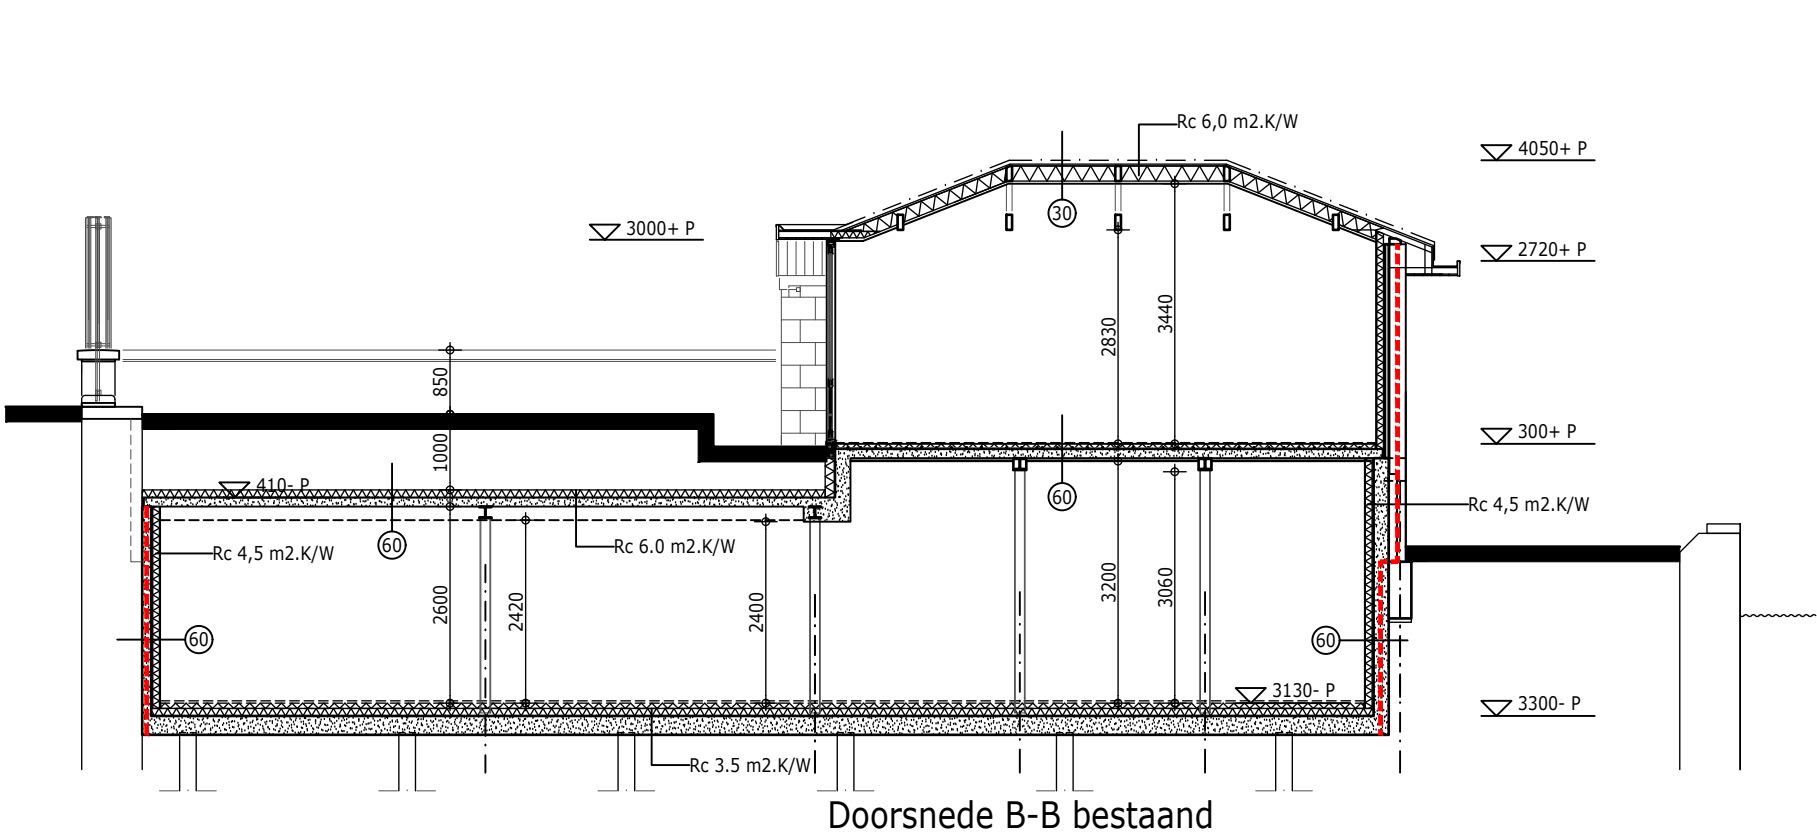 Rc 6,0 m2.K/W
4050+ P
30
3000+ P
2720+ P
3440
2830
850
300+ P
1000
410- P
60
Rc 4,5 m2.K/W
60
Rc 6.0 m2.K/W
Rc 4,5 m2.K/W
2600
2420
2400
3200
3060
60
60
3130- P
3300- P
Rc 3.5 m2.K/W
Doorsnede B-B bestaand